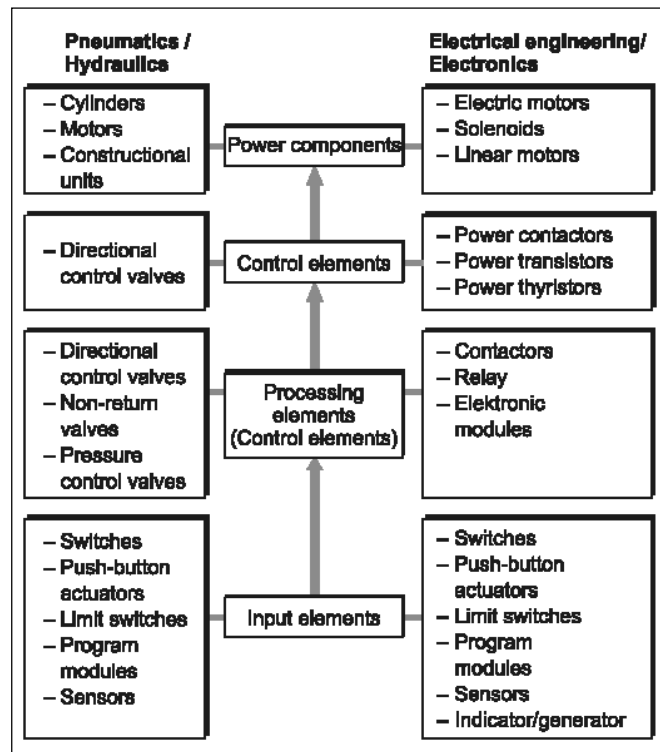 Pneumatics /
Hydraulics
Electrical engineering/
Electronics
– Cylinders
– Motors
– Constructional
units
Power components
– Electric motors
– Solenoids
– Linear motors
– Directional
control valves
Control elements
– Power contactors
– Power transistors
– Power thyristors
– Directional
control valves
– Non-return
valves
– Pressure
control valves
Processing
elements
(Control elements)
– Contactors
– Relay
– Elektronic
modules
– Switches
– Push-button
actuators
– Limit switches
– Program
modules
– Sensors
Input elements
– Switches
– Push-button
actuators
– Limit switches
– Program
modules
– Sensors
– Indicator/generator